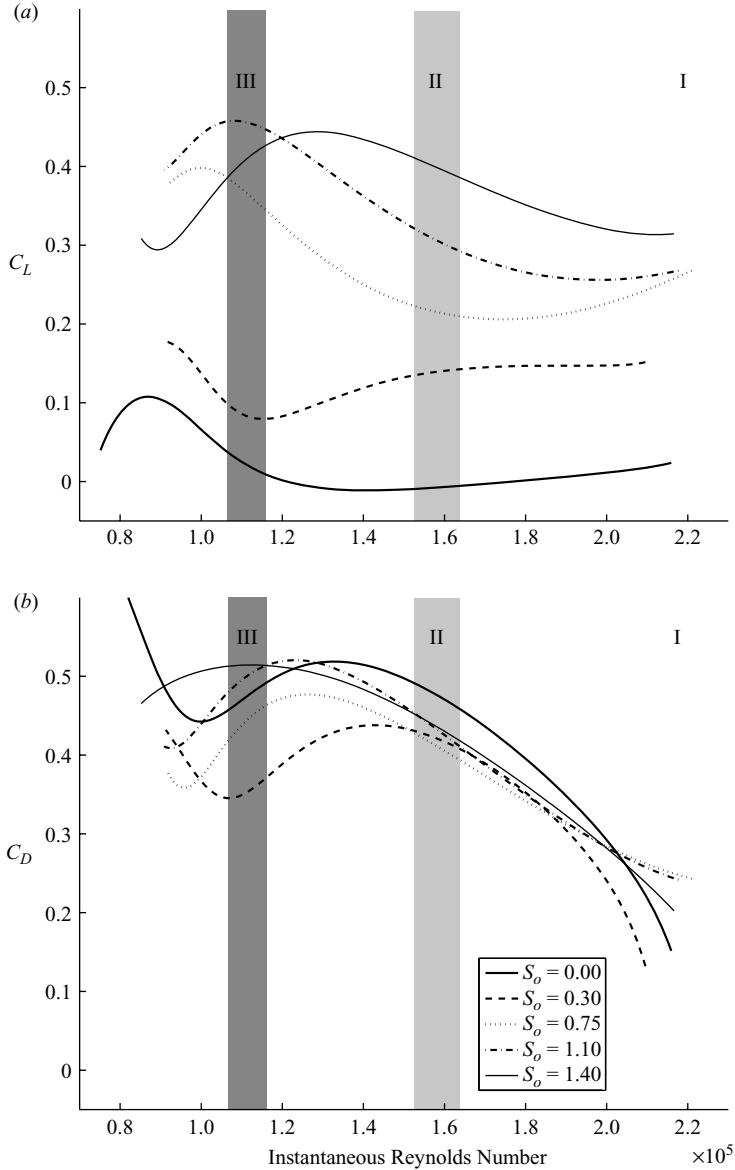 (a)
III
II
I
0.5
0.4
0.3
C_L
0.2
0.1
0
0.8 1.0 1.2 1.4 1.6 1.8 2.0 2.2
(b)
III
II
I
0.5
0.4
0.3
C_D
0.2
0.1
0
S_o = 0.00
S_o = 0.30
S_o = 0.75
S_o = 1.10
S_o = 1.40
0.8 1.0 1.2 1.4 1.6 1.8 2.0 2.2
Instantaneous Reynolds Number ×10^5